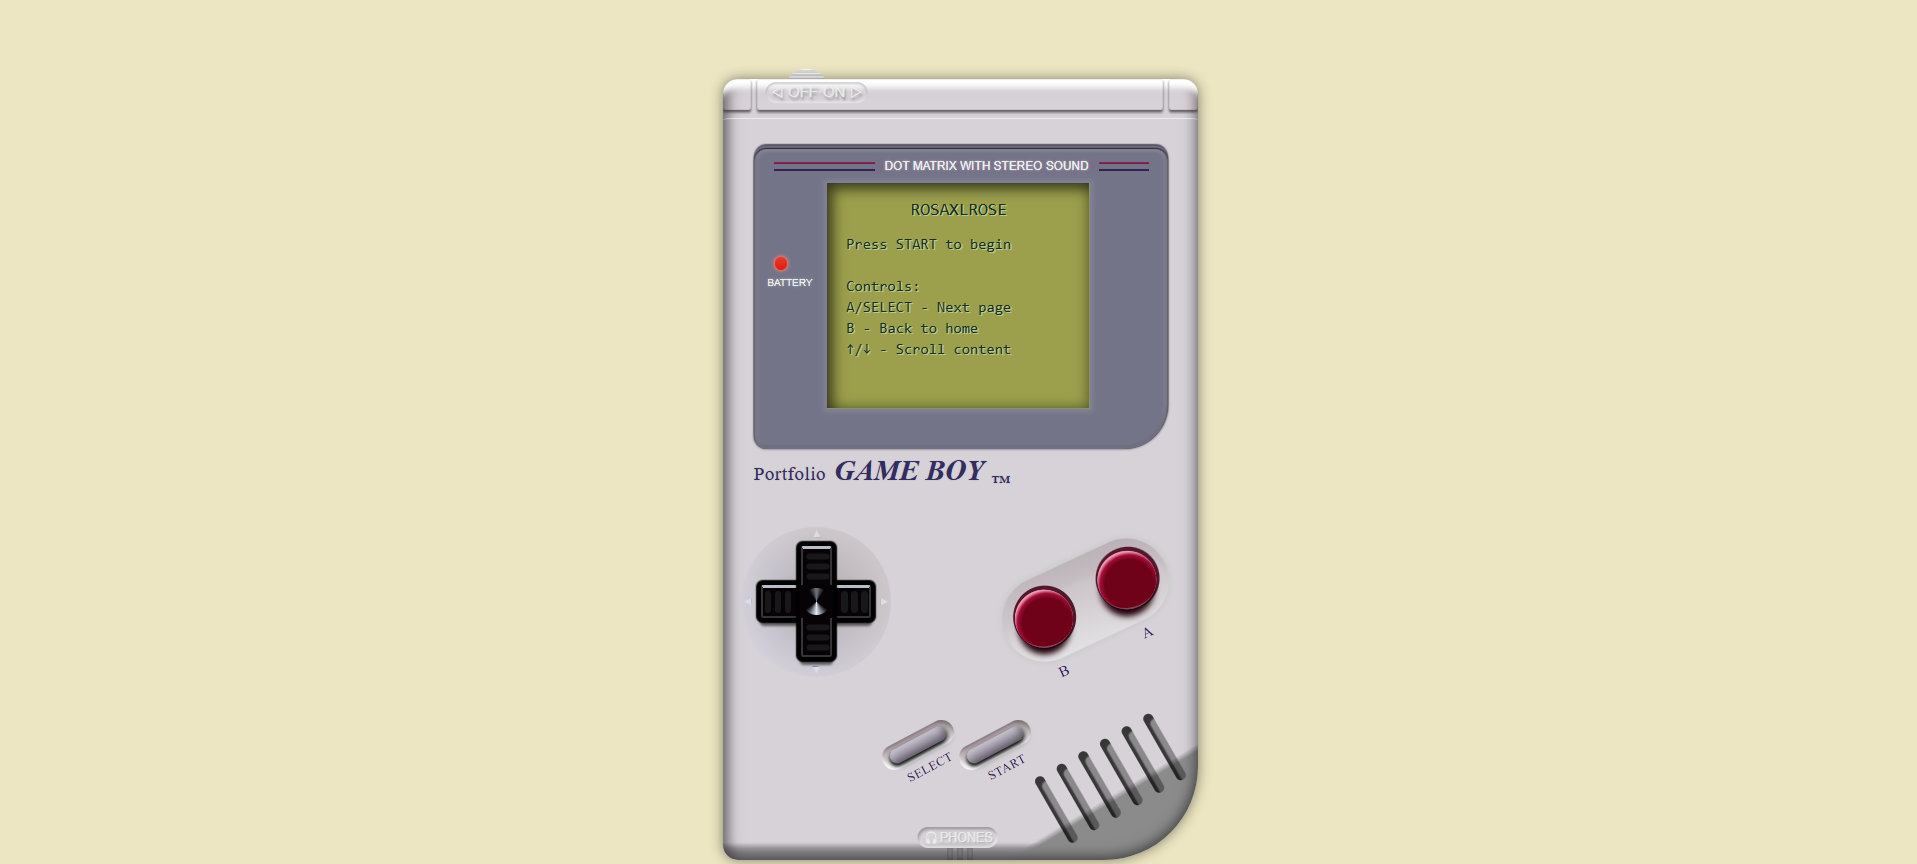 ◁ OFF ON ▷
DOT MATRIX WITH STEREO SOUND
ROSAXLROSE
Press START to begin
BATTERY
Controls:
A/SELECT - Next page
B - Back to home
↑/↓ - Scroll content
Portfolio GAME BOY TM
A
B
SELECT
START
PHONES